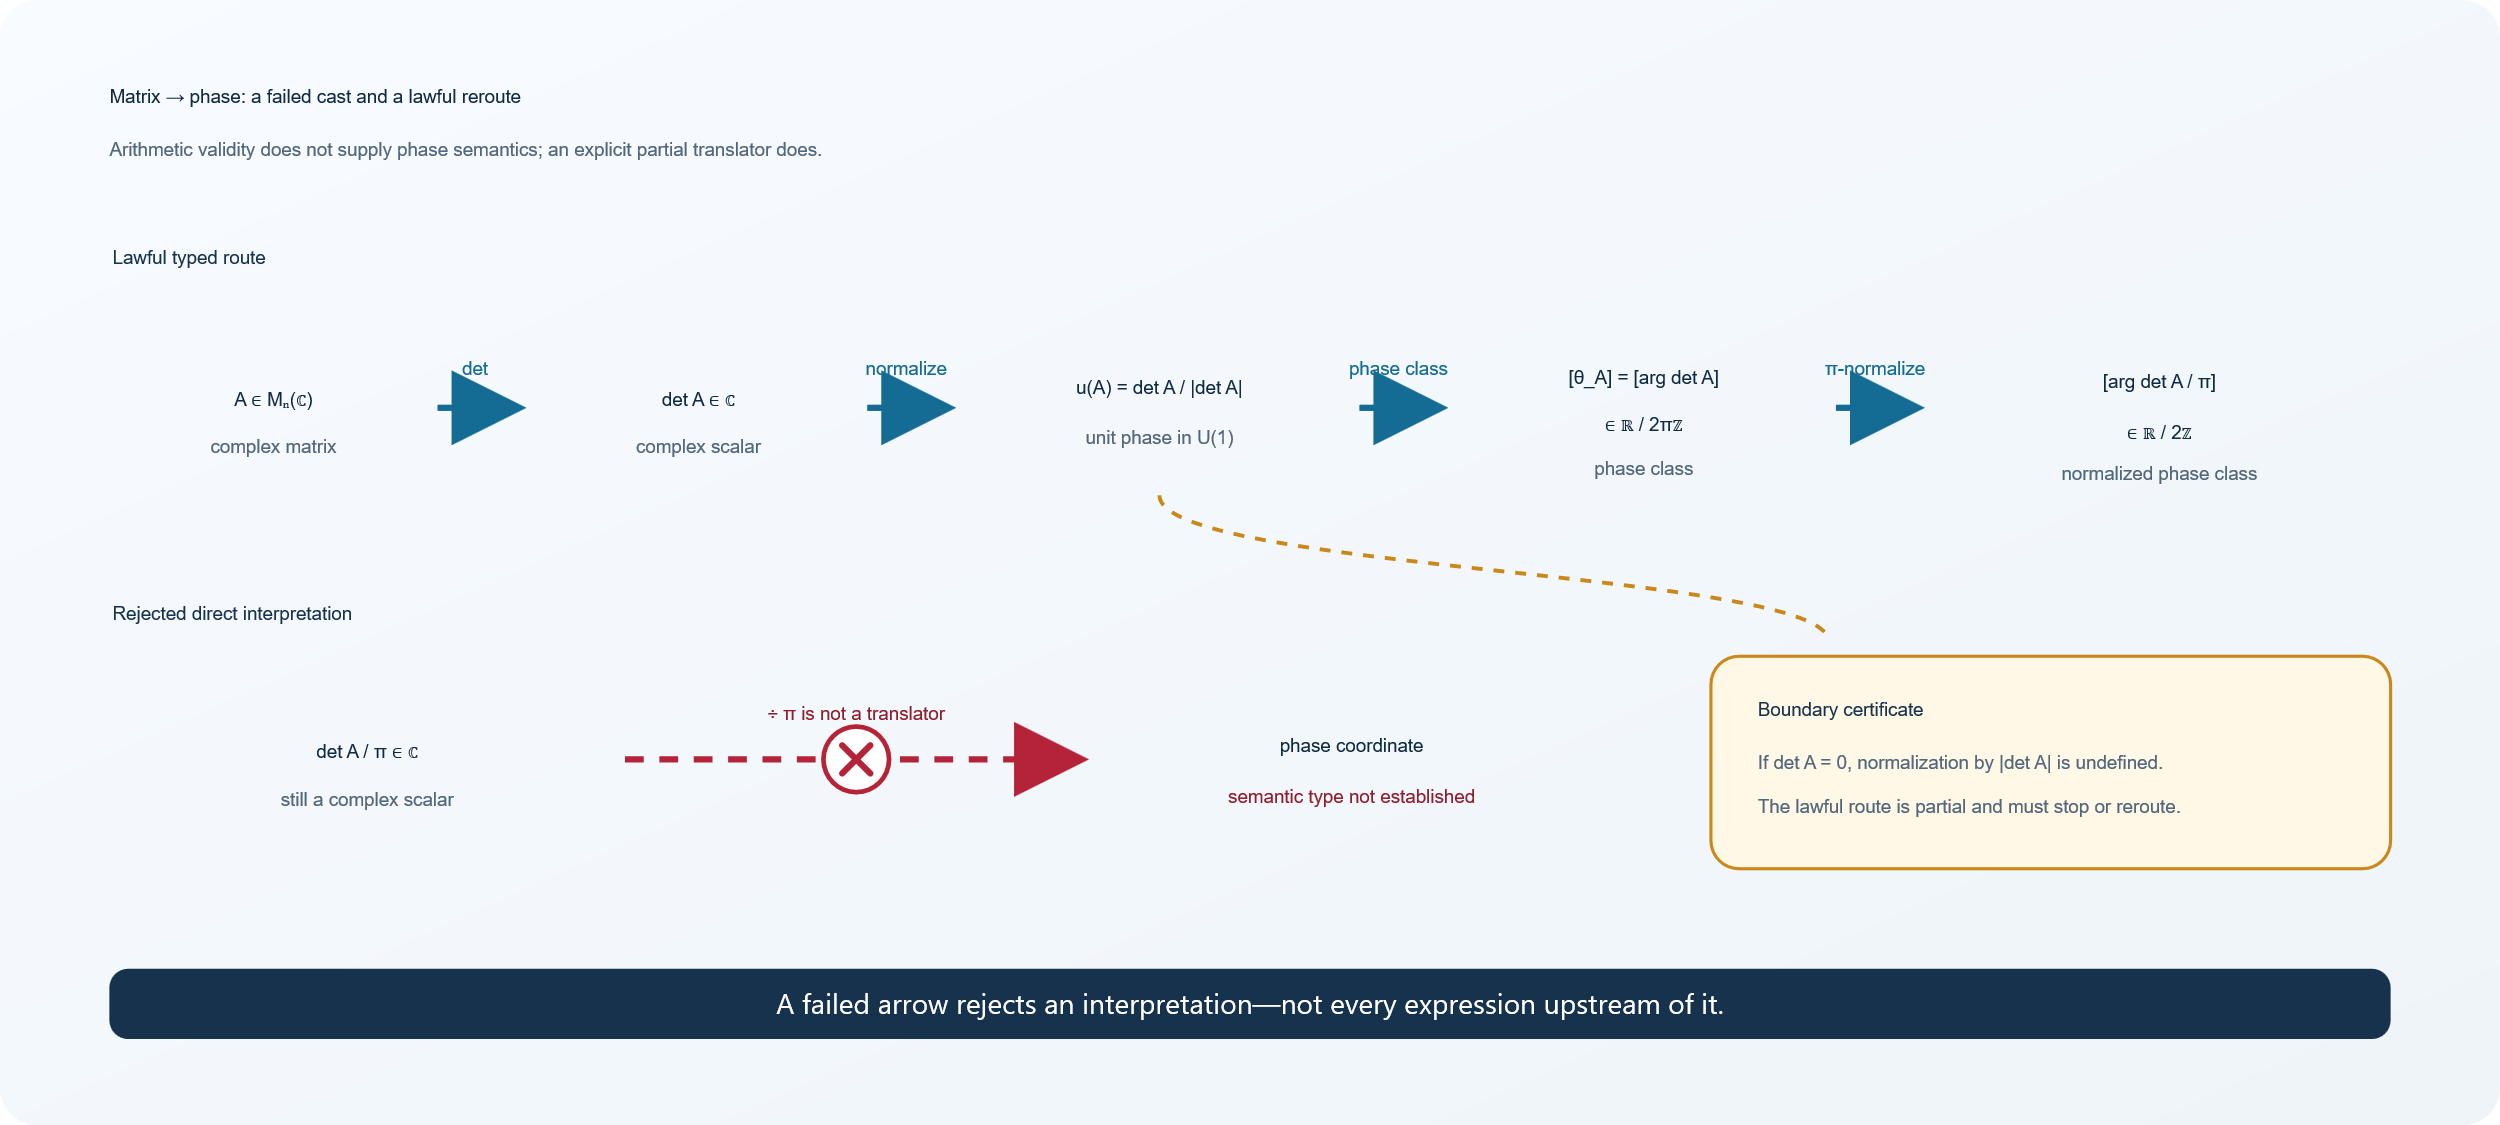 Matrix → phase: a failed cast and a lawful reroute
Arithmetic validity does not supply phase semantics; an explicit partial translator does.
Lawful typed route
det
normalize
phase class
π-normalize
A ∈ Mₙ(ℂ)
complex matrix
det A ∈ ℂ
complex scalar
u(A) = det A / |det A|
unit phase in U(1)
[θ_A] = [arg det A]
∈ ℝ / 2πℤ
phase class
[arg det A / π]
∈ ℝ / 2ℤ
normalized phase class
Rejected direct interpretation
÷ π is not a translator
det A / π ∈ ℂ
still a complex scalar
phase coordinate
semantic type not established
Boundary certificate
If det A = 0, normalization by |det A| is undefined.
The lawful route is partial and must stop or reroute.
A failed arrow rejects an interpretation—not every expression upstream of it.